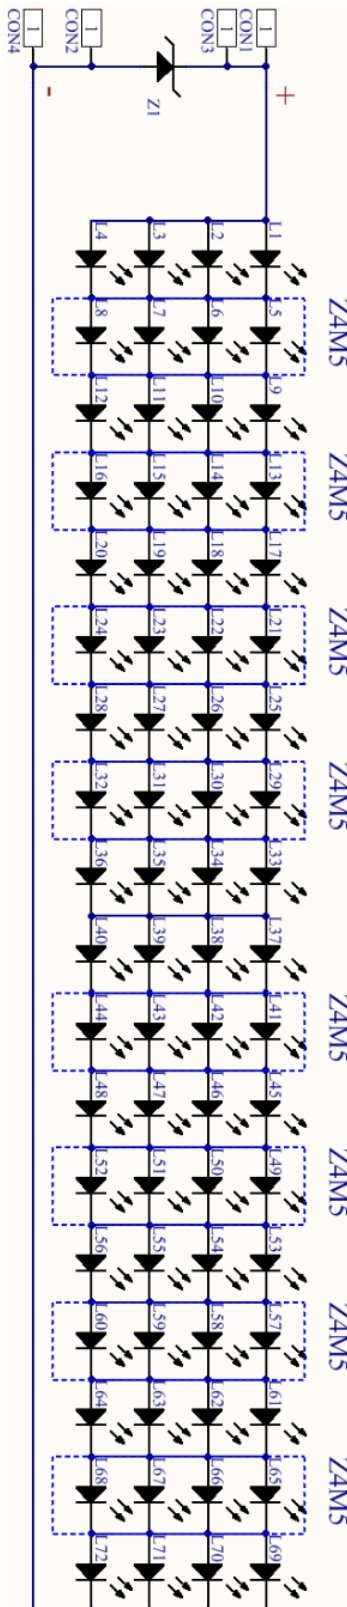 1 1 1 1
CON4 CON2 CON3 CON1
- Z1 +
L4 L3 L2 L1
L8 L7 L6 L5 Z4M5
L12 L11 L10 L9
L16 L15 L14 L13 Z4M5
L20 L19 L18 L17
L24 L23 L22 L21 Z4M5
L28 L27 L26 L25
L32 L31 L30 L29 Z4M5
L36 L35 L34 L33
L40 L39 L38 L37
L44 L43 L42 L41 Z4M5
L48 L47 L46 L45
L52 L51 L50 L49 Z4M5
L56 L55 L54 L53
L60 L59 L58 L57 Z4M5
L64 L63 L62 L61
L68 L67 L66 L65 Z4M5
L72 L71 L70 L69